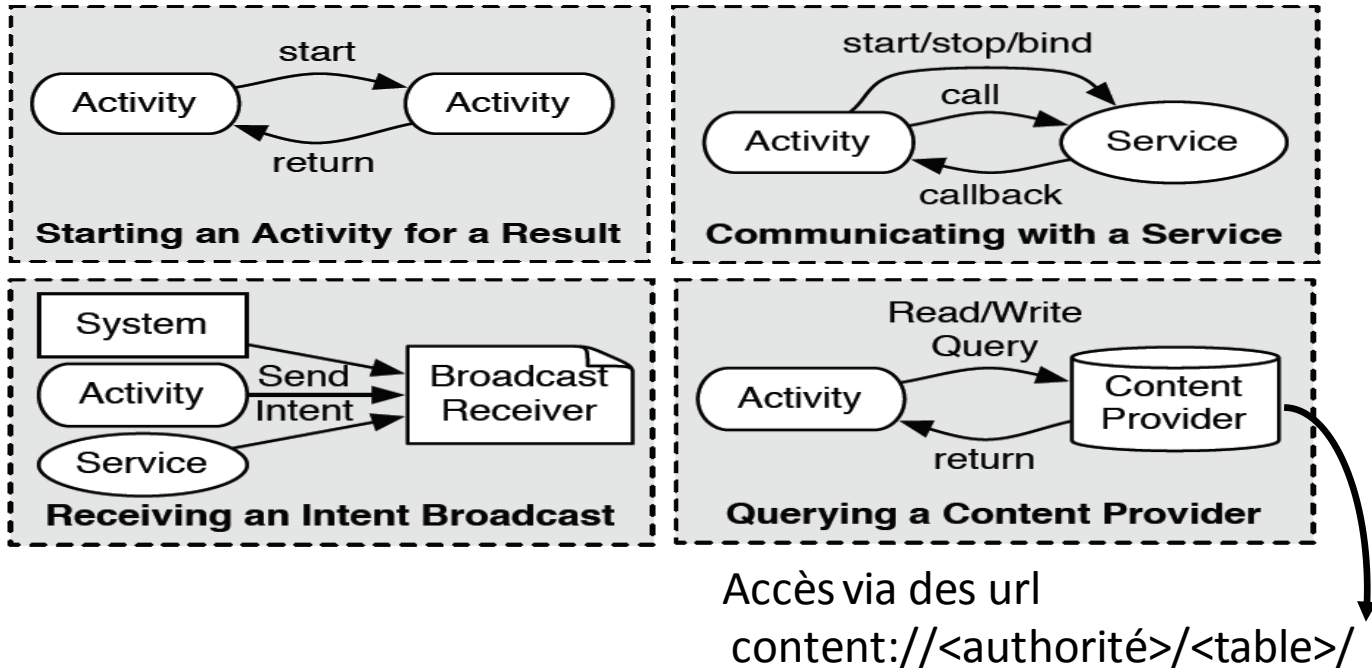 start
Activity
Activity
return
Starting an Activity for a Result
start/stop/bind
call
Activity
Service
callback
Communicating with a Service
System
Activity
Send
Intent
Service
Broadcast
Receiver
Receiving an Intent Broadcast
Read/Write
Query
Activity
Content
Provider
return
Querying a Content Provider
Accès via des url
content://<authorité>/<table>/